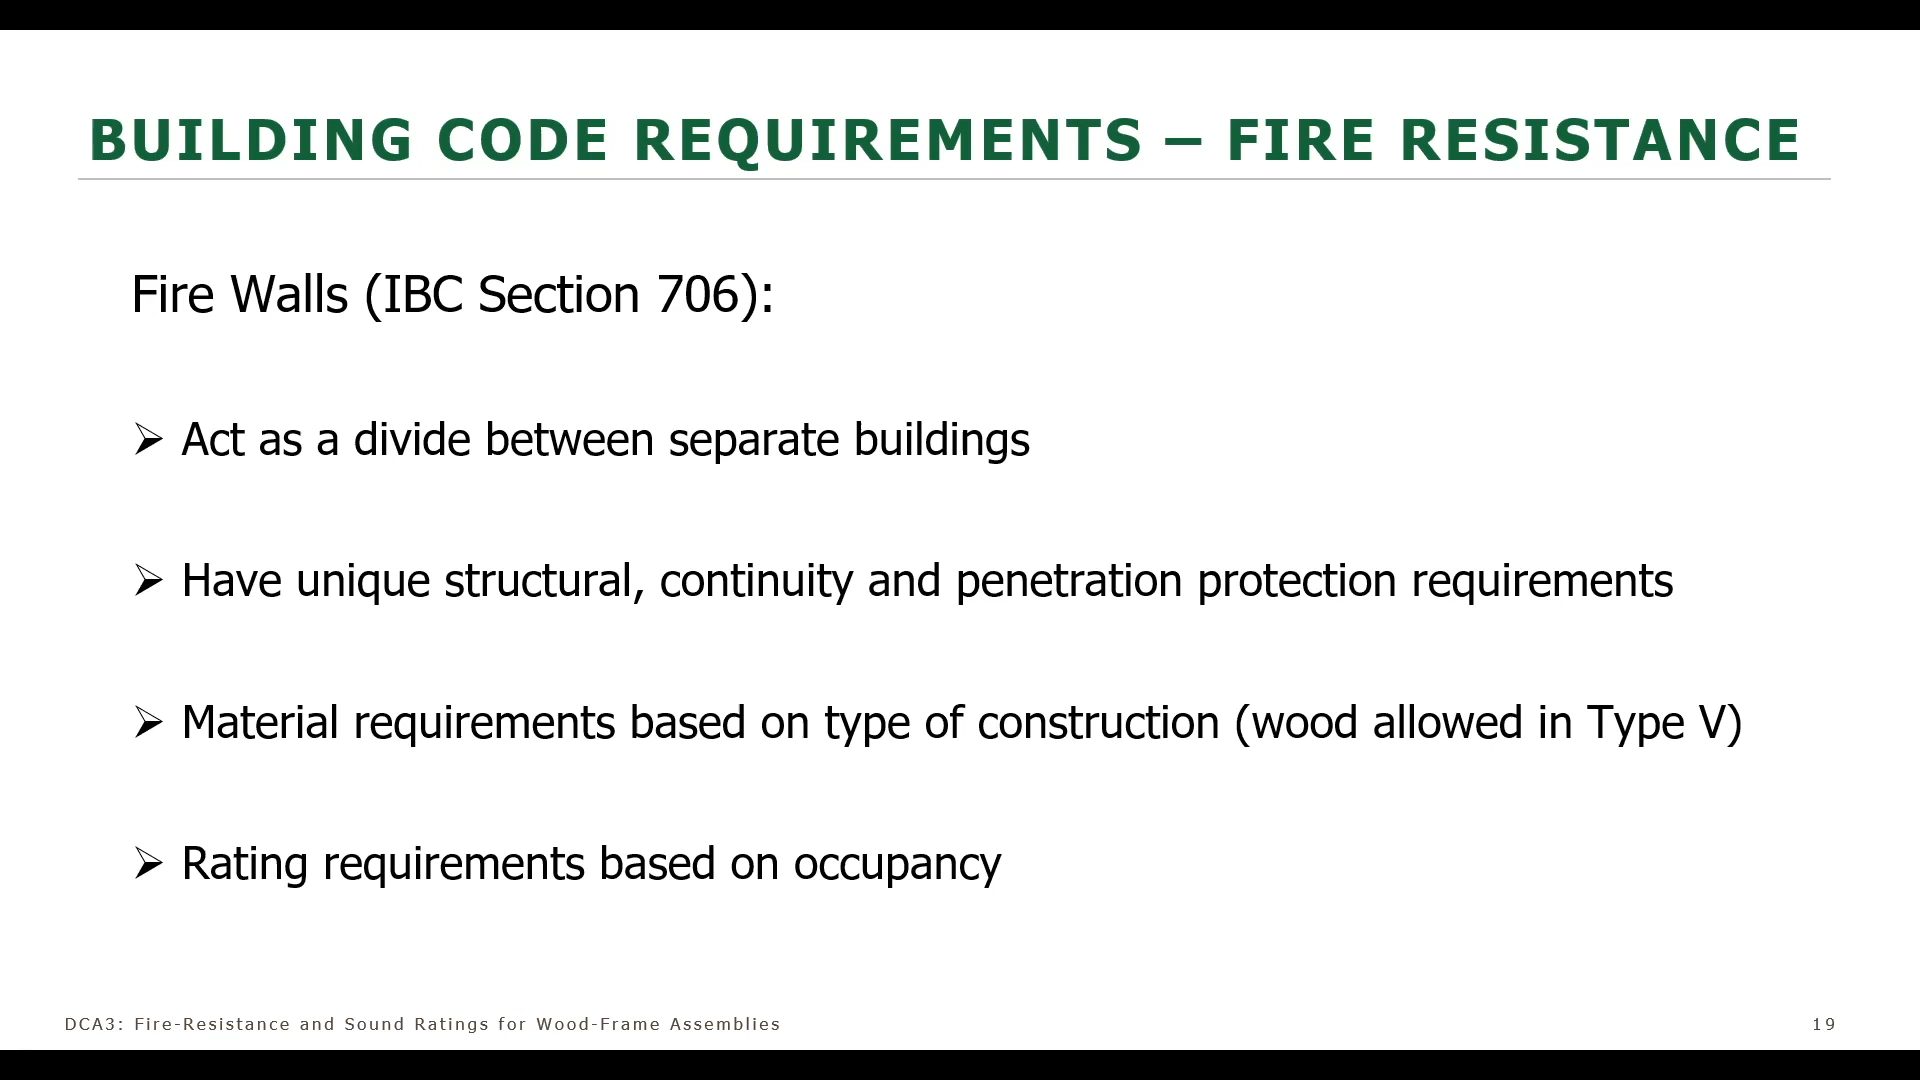 BUILDING CODE REQUIREMENTS – FIRE RESISTANCE
Fire Walls (IBC Section 706):
➢ Act as a divide between separate buildings
➢ Have unique structural, continuity and penetration protection requirements
➢ Material requirements based on type of construction (wood allowed in Type V)
➢ Rating requirements based on occupancy
DCA3: Fire-Resistance and Sound Ratings for Wood-Frame Assemblies
19